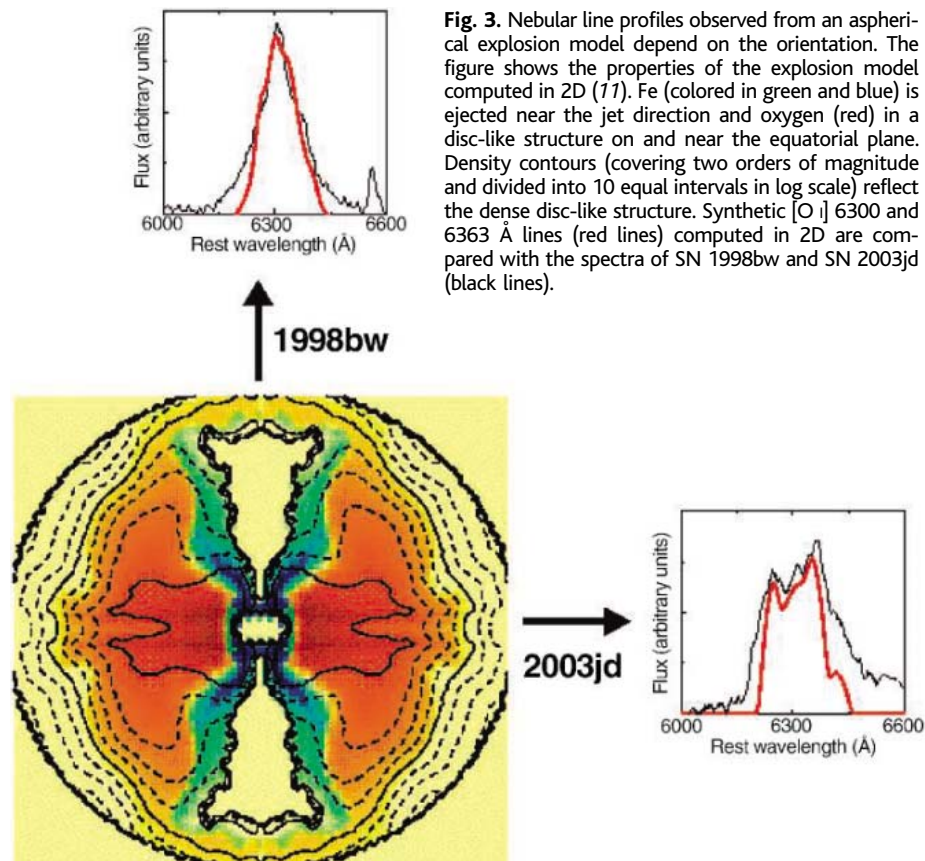 Fig. 3. Nebular line profiles observed from an aspheri-
cal explosion model depend on the orientation. The
figure shows the properties of the explosion model
computed in 2D (11). Fe (colored in green and blue) is
ejected near the jet direction and oxygen (red) in a
disc-like structure on and near the equatorial plane.
Density contours (covering two orders of magnitude
and divided into 10 equal intervals in log scale) reflect
the dense disc-like structure. Synthetic [O I] 6300 and
6363 Å lines (red lines) computed in 2D are com-
pared with the spectra of SN 1998bw and SN 2003jd
(black lines).
Flux (arbitrary units)
6000 6300 6600
Rest wavelength (Å)
1998bw
2003jd
Flux (arbitrary units)
6000 6300 6600
Rest wavelength (Å)